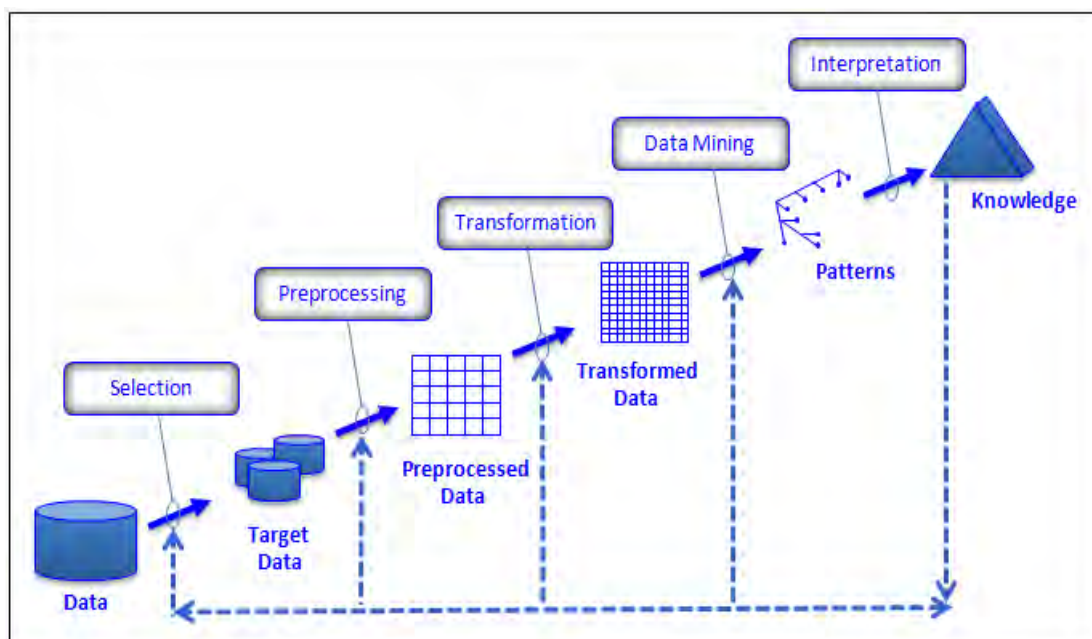 Interpretation
Data Mining
Knowledge
Transformation
Patterns
Preprocessing
Transformed
Data
Selection
Preprocessed
Data
Target
Data
Data